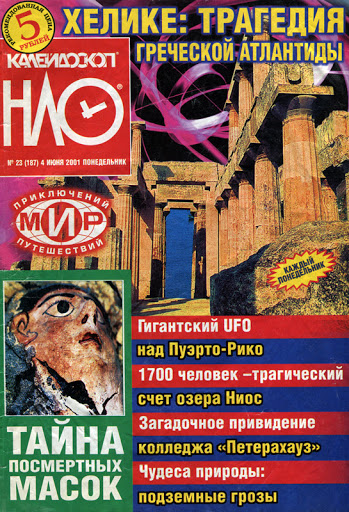 РЕКОМЕНДОВАННАЯ ЦЕНА
5
РУБЛЕЙ
ХЕЛИКЕ: ТРАГЕДИЯ
ГРЕЧЕСКОЙ АТЛАНТИДЫ
КАЛЕЙДОСКОП
НЛО®
№ 23 (187) 4 ИЮНЯ 2001 ПОНЕДЕЛЬНИК
ПРИКЛЮЧЕНИЙ
МИР
ПУТЕШЕСТВИЙ
КАЖДЫЙ
ПОНЕДЕЛЬНИК
Гигантский UFO
над Пуэрто-Рико
1700 человек –трагический
счет озера Ниос
Загадочное привидение
колледжа «Петерахауз»
Чудеса природы:
подземные грозы
ТАЙНА
ПОСМЕРТНЫХ
МАСОК